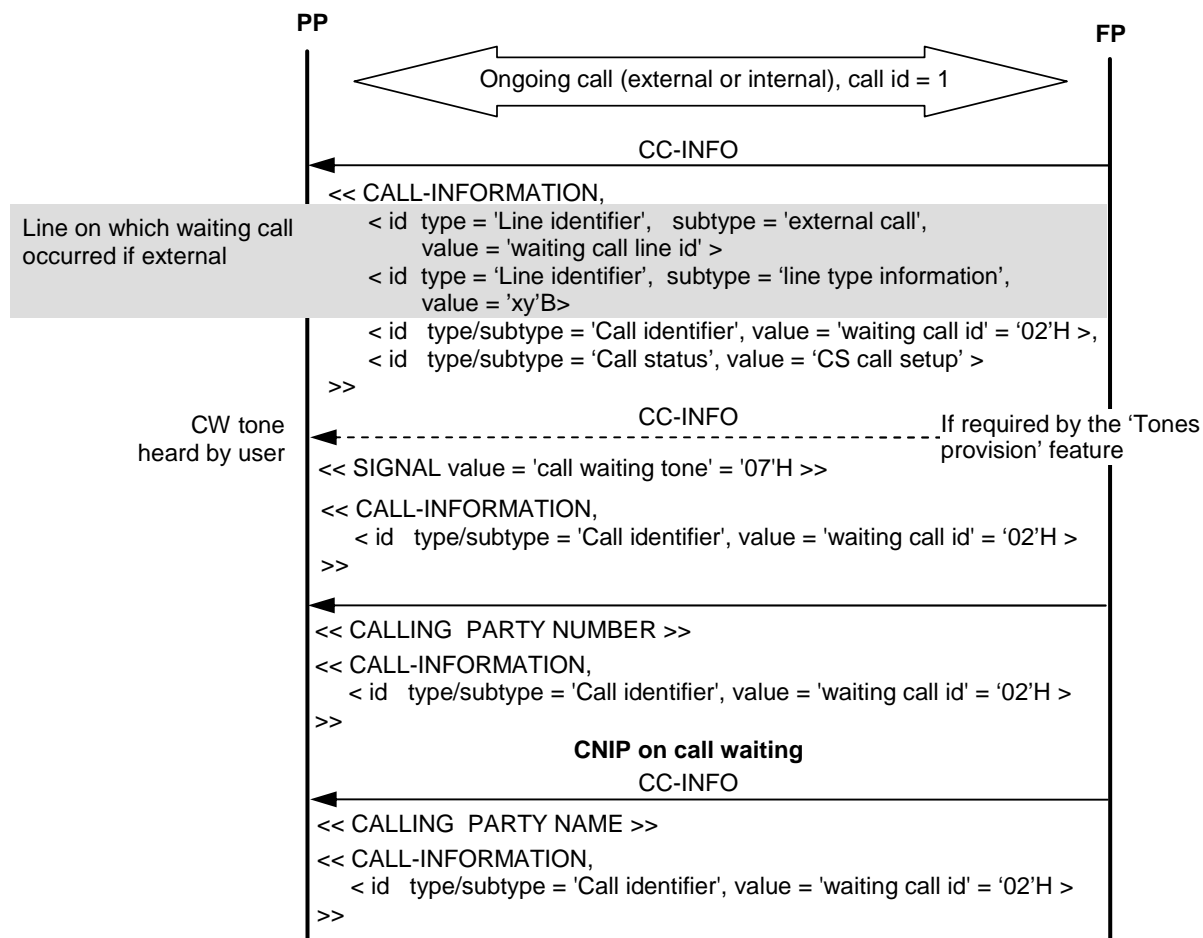 PP
FP
Ongoing call (external or internal), call id = 1
CC-INFO
<< CALL-INFORMATION,
Line on which waiting call
occurred if external
< id type = 'Line identifier', subtype = 'external call',
value = 'waiting call line id' >
< id type = ‘Line identifier’, subtype = ‘line type information’,
value = ’xy’B>
< id type/subtype = 'Call identifier', value = 'waiting call id' = ‘02’H >,
< id type/subtype = ‘Call status’, value = ‘CS call setup’ >
>>
CC-INFO
CW tone
heard by user
If required by the ‘Tones
provision’ feature
<< SIGNAL value = 'call waiting tone' = '07'H >>
<< CALL-INFORMATION,
< id type/subtype = 'Call identifier', value = 'waiting call id' = ‘02’H >
>>
<< CALLING PARTY NUMBER >>
<< CALL-INFORMATION,
< id type/subtype = 'Call identifier', value = 'waiting call id' = ‘02’H >
>>
CNIP on call waiting
CC-INFO
<< CALLING PARTY NAME >>
<< CALL-INFORMATION,
< id type/subtype = 'Call identifier', value = 'waiting call id' = ‘02’H >
>>